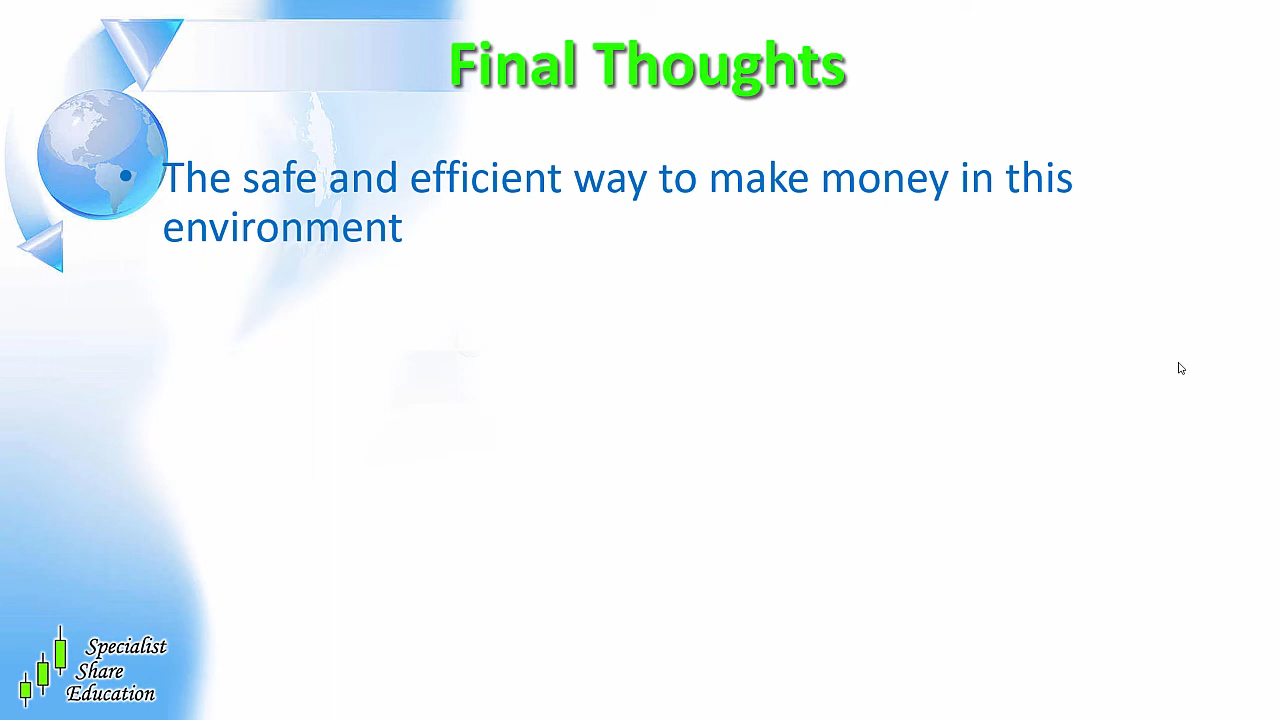 Final Thoughts
• The safe and efficient way to make money in this
environment
Specialist
Share
Education